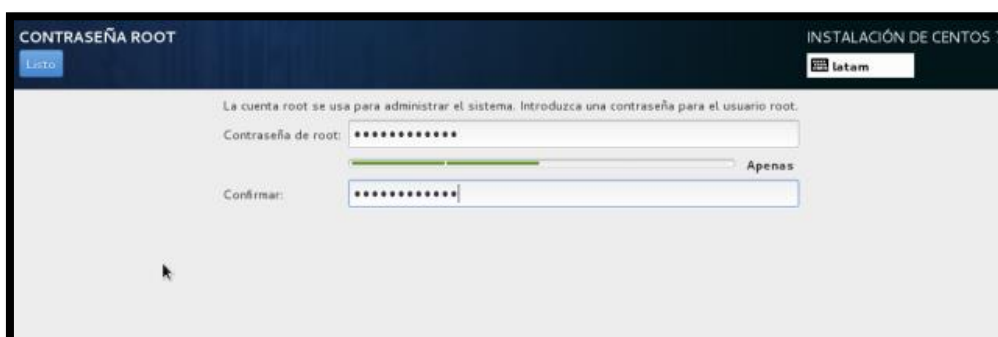 CONTRASEÑA ROOT
Listo
INSTALACIÓN DE CENTOS
latam
La cuenta root se usa para administrar el sistema. Introduzca una contraseña para el usuario root.
Contraseña de root: ●●●●●●●●●●●●
Apenas
Confirmar: ●●●●●●●●●●●●